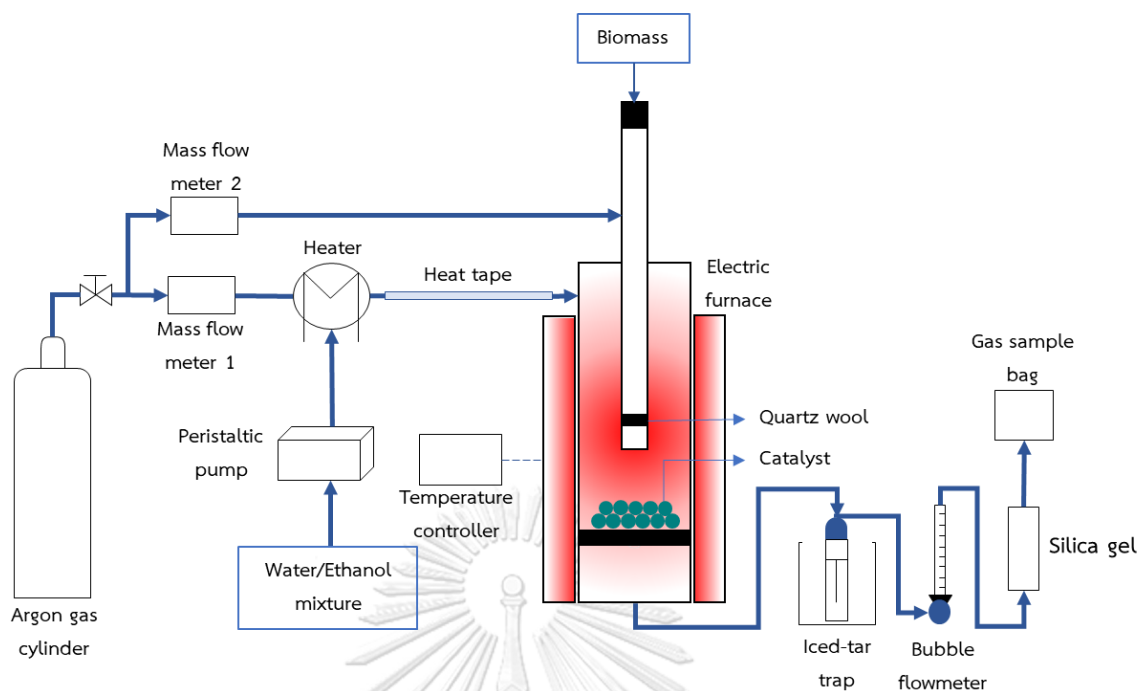 Biomass
Mass flow
meter 2
Heater
Heat tape
Electric
furnace
Mass flow
meter 1
Gas sample
bag
Quartz wool
Peristaltic
pump
Catalyst
Temperature
controller
Silica gel
Water/Ethanol
mixture
Argon gas
cylinder
Iced-tar
trap
Bubble
flowmeter